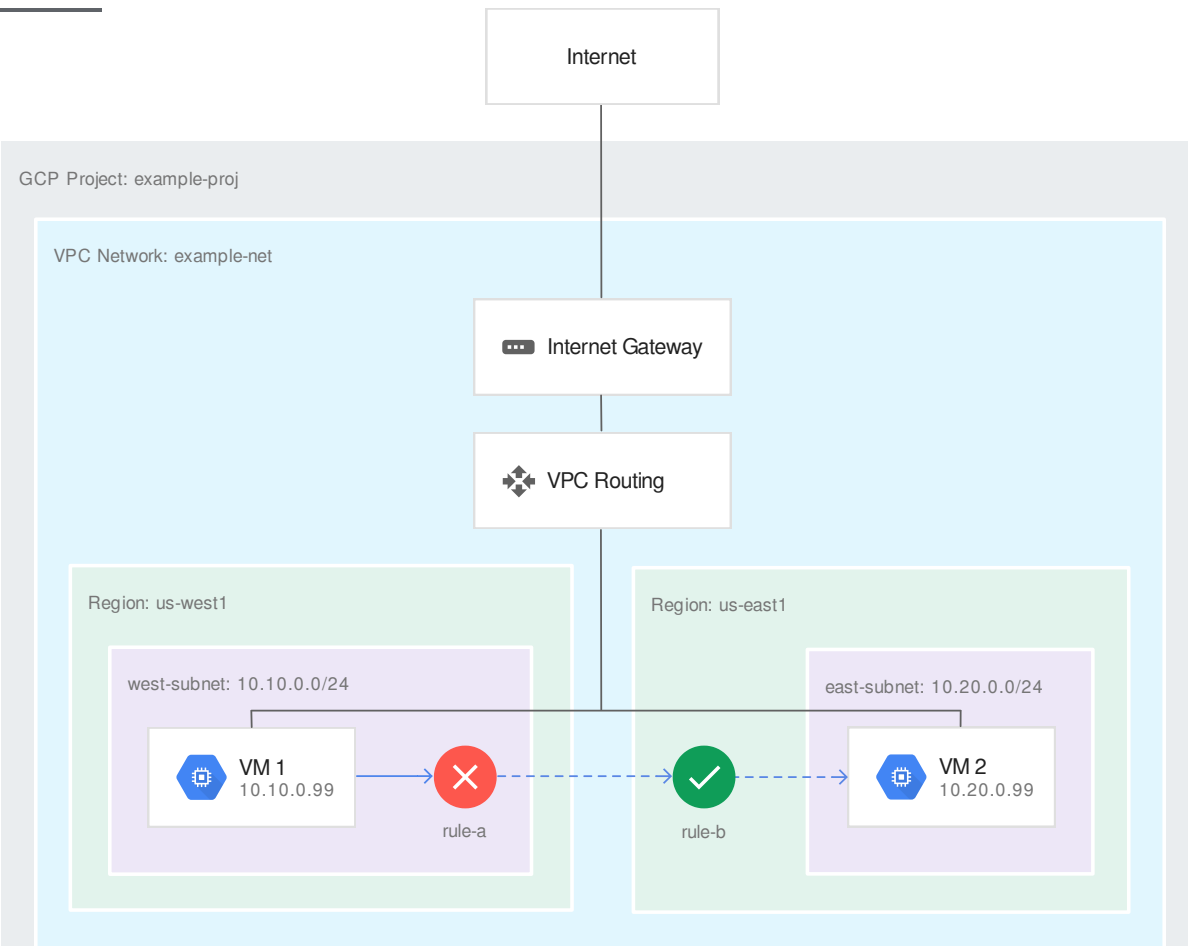 Internet
GCP Project: example-proj
VPC Network: example-net
Internet Gateway
VPC Routing
Region: us-west1
Region: us-east1
west-subnet: 10.10.0.0/24
east-subnet: 10.20.0.0/24
VM 1
10.10.0.99
VM 2
10.20.0.99
rule-a
rule-b